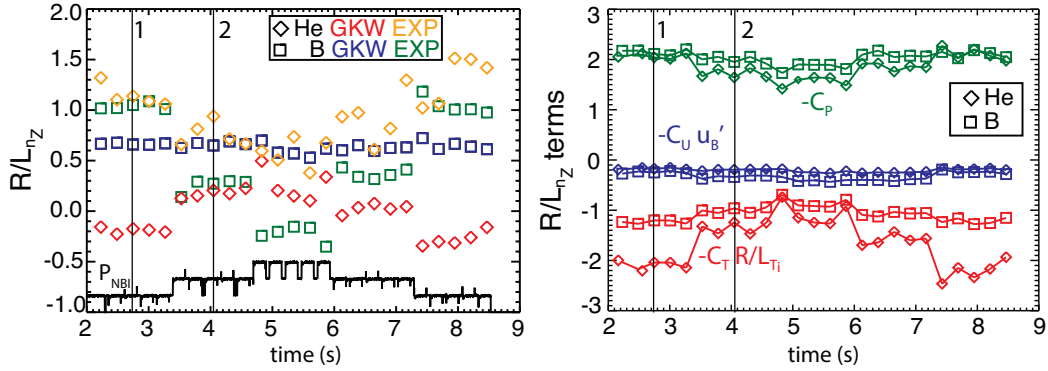 2.0
1.5
1.0
0.5
0.0
-0.5
-1.0
R/L_nZ
1 2
He GKW EXP
B GKW EXP
P_NBI
2 3 4 5 6 7 8 9
time (s)
3
2
1
0
-1
-2
-3
R/L_nZ terms
1 2
He
B
-C_P
-C_U u_B'
-C_T R/L_Ti
2 3 4 5 6 7 8 9
time (s)